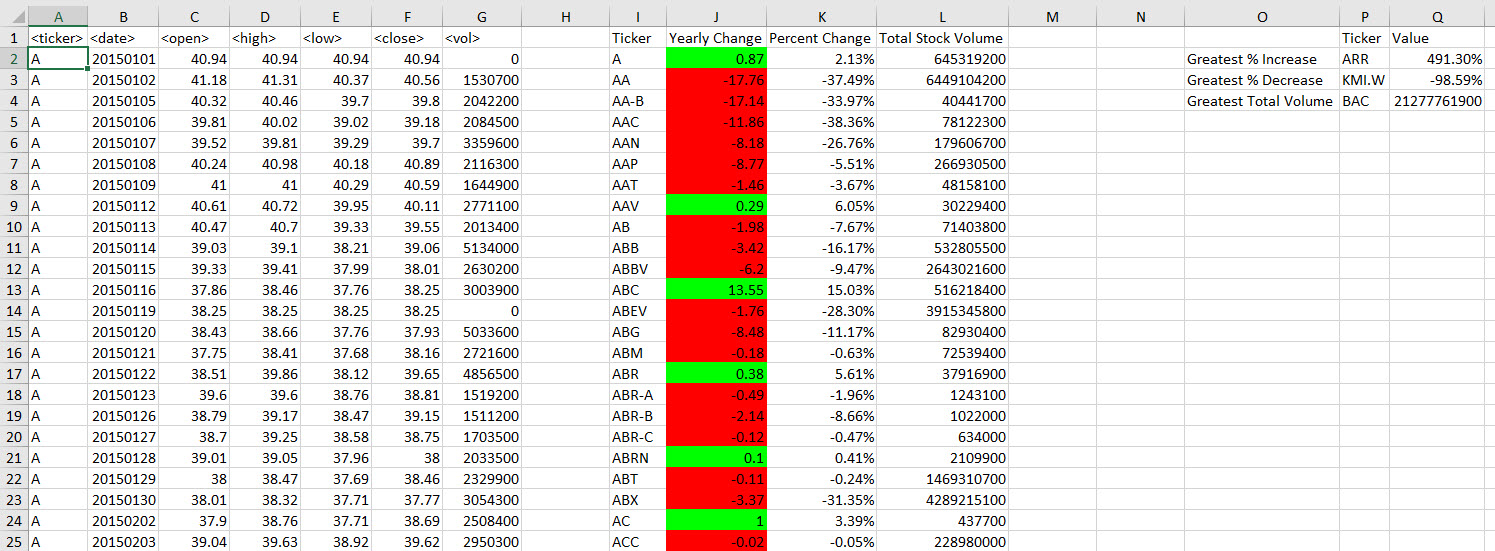 A B C D E F G H I J K L M N O P Q
1 <ticker> <date> <open> <high> <low> <close> <vol> Ticker Yearly Change Percent Change Total Stock Volume Ticker Value
2 A 20150101 40.94 40.94 40.94 40.94 0 A 0.87 2.13% 645319200 Greatest % Increase ARR 491.30%
3 A 20150102 41.18 41.31 40.37 40.56 1530700 AA -17.76 -37.49% 6449104200 Greatest % Decrease KMI.W -98.59%
4 A 20150105 40.32 40.46 39.7 39.8 2042200 AA-B -17.14 -33.97% 40441700 Greatest Total Volume BAC 21277761900
5 A 20150106 39.81 40.02 39.02 39.18 2084500 AAC -11.86 -38.36% 78122300
6 A 20150107 39.52 39.81 39.29 39.7 3359600 AAN -8.18 -26.76% 179606700
7 A 20150108 40.24 40.98 40.18 40.89 2116300 AAP -8.77 -5.51% 266930500
8 A 20150109 41 41 40.29 40.59 1644900 AAT -1.46 -3.67% 48158100
9 A 20150112 40.61 40.72 39.95 40.11 2771100 AAV 0.29 6.05% 30229400
10 A 20150113 40.47 40.7 39.33 39.55 2013400 AB -1.98 -7.67% 71403800
11 A 20150114 39.03 39.1 38.21 39.06 5134000 ABB -3.42 -16.17% 532805500
12 A 20150115 39.33 39.41 37.99 38.01 2630200 ABBV -6.2 -9.47% 2643021600
13 A 20150116 37.86 38.46 37.76 38.25 3003900 ABC 13.55 15.03% 516218400
14 A 20150119 38.25 38.25 38.25 38.25 0 ABEV -1.76 -28.30% 3915345800
15 A 20150120 38.43 38.66 37.76 37.93 5033600 ABG -8.48 -11.17% 82930400
16 A 20150121 37.75 38.41 37.68 38.16 2721600 ABM -0.18 -0.63% 72539400
17 A 20150122 38.51 39.86 38.12 39.65 4856500 ABR 0.38 5.61% 37916900
18 A 20150123 39.6 39.6 38.76 38.81 1519200 ABR-A -0.49 -1.96% 1243100
19 A 20150126 38.79 39.17 38.47 39.15 1511200 ABR-B -2.14 -8.66% 1022000
20 A 20150127 38.7 39.25 38.58 38.75 1703500 ABR-C -0.12 -0.47% 634000
21 A 20150128 39.01 39.05 37.96 38 2033500 ABRN 0.1 0.41% 2109900
22 A 20150129 38 38.47 37.69 38.46 2329900 ABT -0.11 -0.24% 1469310700
23 A 20150130 38.01 38.32 37.71 37.77 3054300 ABX -3.37 -31.35% 4289215100
24 A 20150202 37.9 38.76 37.71 38.69 2508400 AC 1 3.39% 437700
25 A 20150203 39.04 39.63 38.92 39.62 2950300 ACC -0.02 -0.05% 228980000